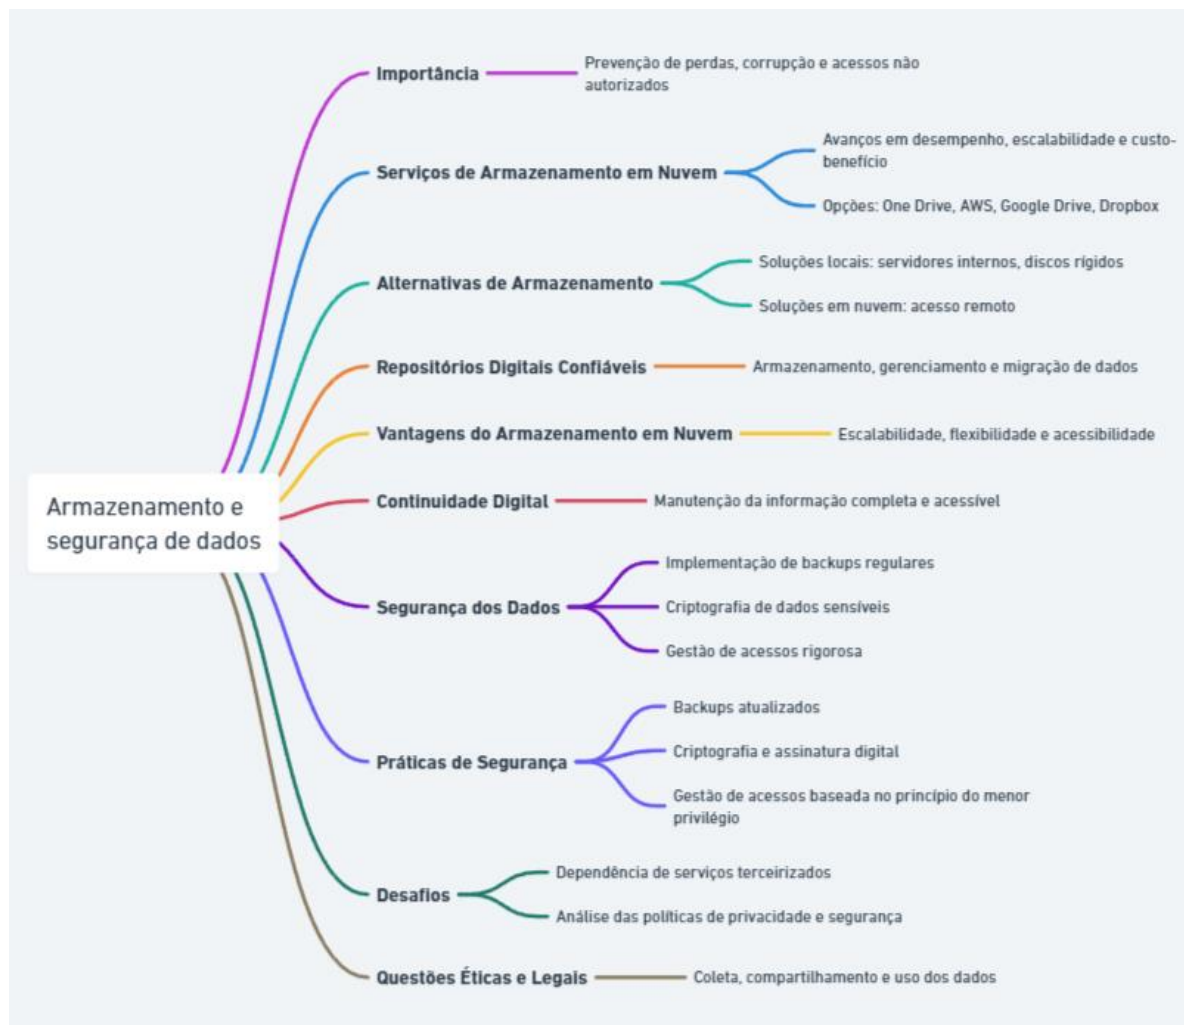 Importância
Prevenção de perdas, corrupção e acessos não
autorizados
Serviços de Armazenamento em Nuvem
Avanços em desempenho, escalabilidade e custo-
benefício
Opções: One Drive, AWS, Google Drive, Dropbox
Alternativas de Armazenamento
Soluções locais: servidores internos, discos rígidos
Soluções em nuvem: acesso remoto
Repositórios Digitais Confiáveis
Armazenamento, gerenciamento e migração de dados
Vantagens do Armazenamento em Nuvem
Escalabilidade, flexibilidade e acessibilidade
Armazenamento e
segurança de dados
Continuidade Digital
Manutenção da informação completa e acessível
Segurança dos Dados
Implementação de backups regulares
Criptografia de dados sensíveis
Gestão de acessos rigorosa
Práticas de Segurança
Backups atualizados
Criptografia e assinatura digital
Gestão de acessos baseada no princípio do menor
privilégio
Desafios
Dependência de serviços terceirizados
Análise das políticas de privacidade e segurança
Questões Éticas e Legais
Coleta, compartilhamento e uso dos dados